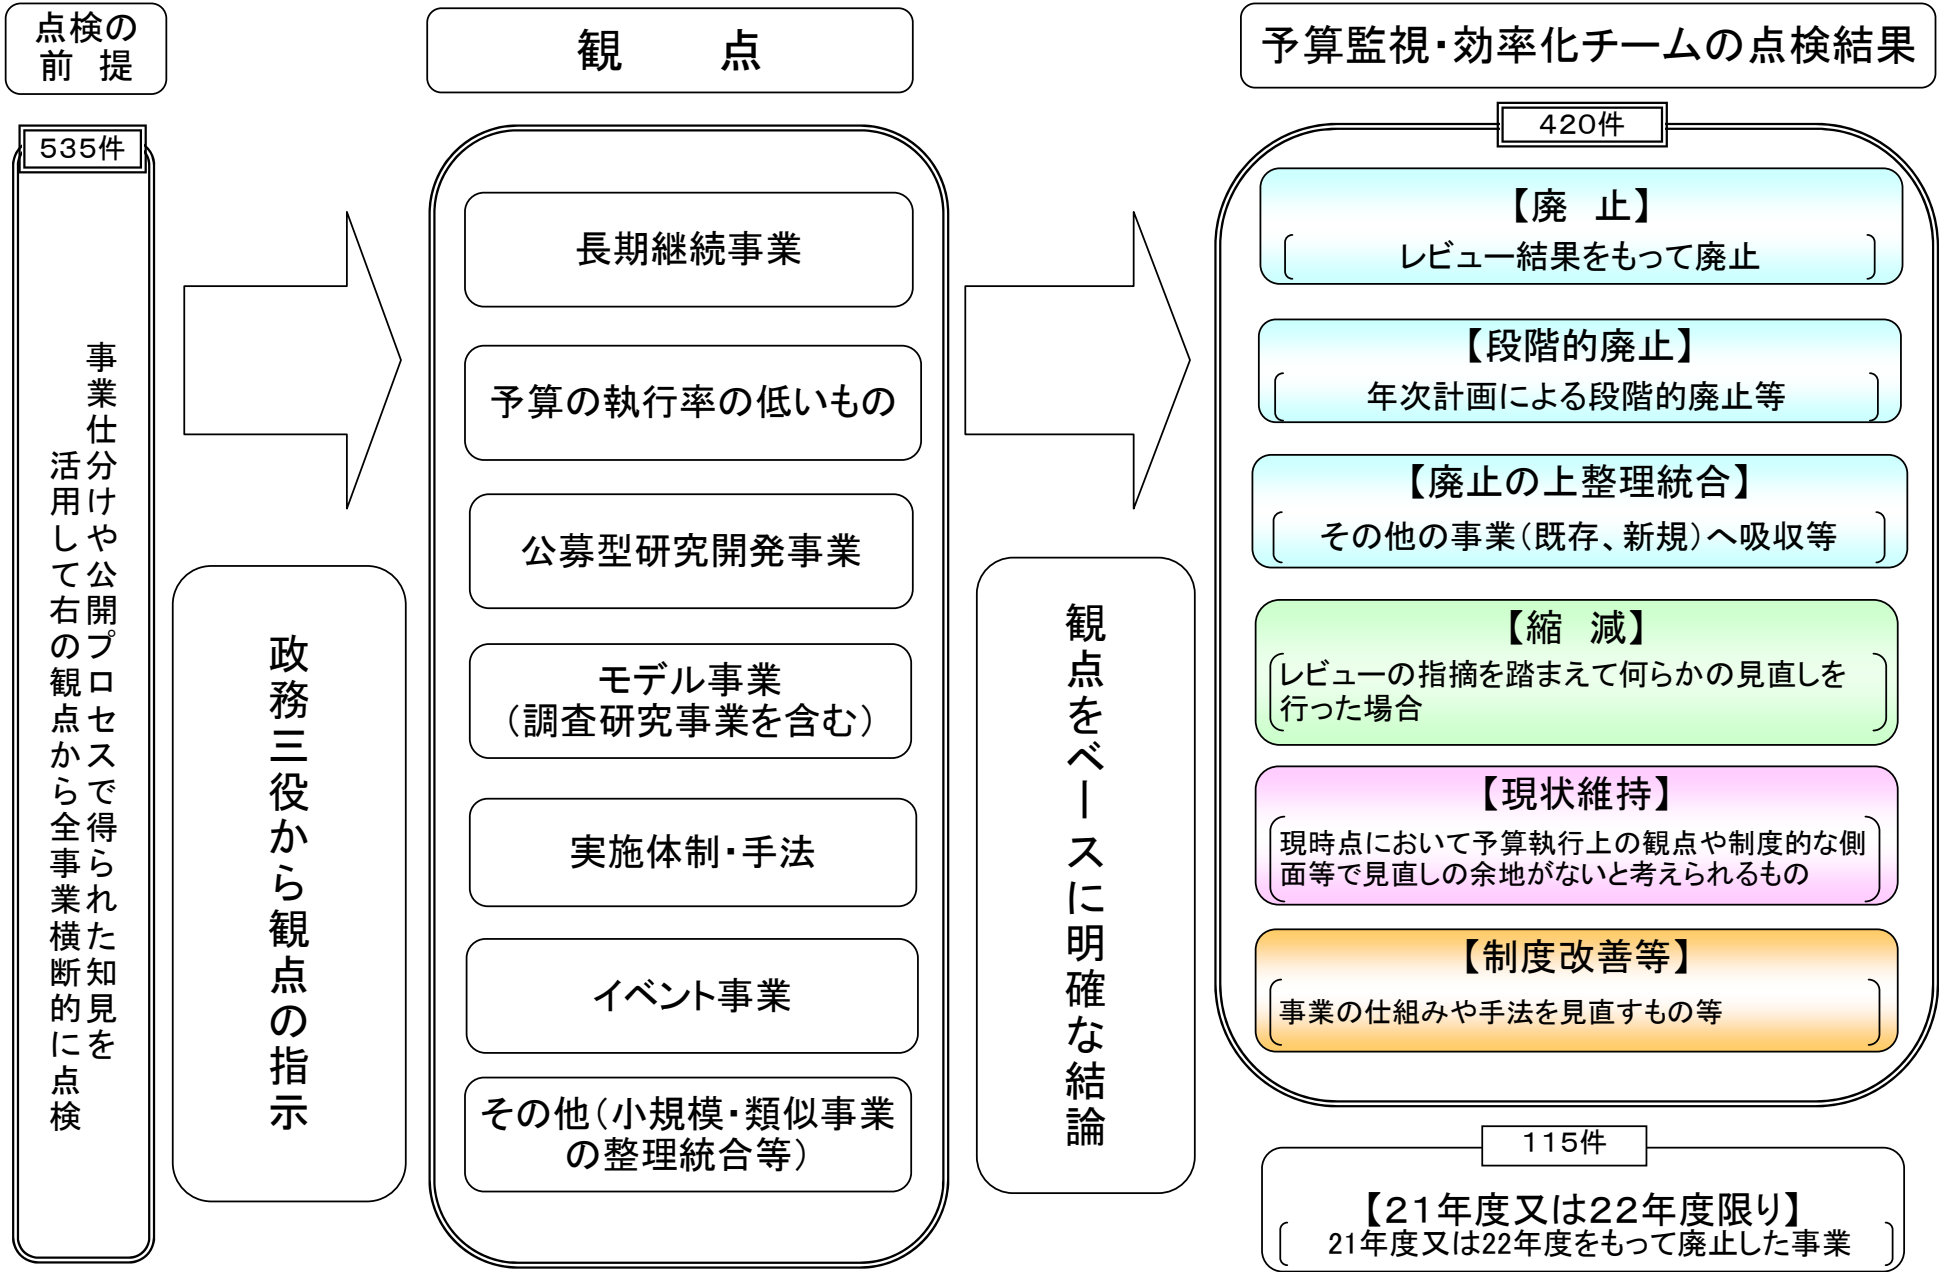 点検の
前　提
535件
事業仕分けや公開プロセスで得られた知見を
活用して右の観点から全事業横断的に点検
政務三役から観点の指示
観　　点
長期継続事業
予算の執行率の低いもの
公募型研究開発事業
モデル事業
（調査研究事業を含む）
実施体制・手法
イベント事業
その他（小規模・類似事業
の整理統合等）
観点をベースに明確な結論
予算監視・効率化チームの点検結果
420件
【廃　止】
レビュー結果をもって廃止
【段階的廃止】
年次計画による段階的廃止等
【廃止の上整理統合】
その他の事業（既存、新規）へ吸収等
【縮　減】
レビューの指摘を踏まえて何らかの見直しを
行った場合
【現状維持】
現時点において予算執行上の観点や制度的な側
面等で見直しの余地がないと考えられるもの
【制度改善等】
事業の仕組みや手法を見直すもの等
115件
【２１年度又は２２年度限り】
21年度又は22年度をもって廃止した事業